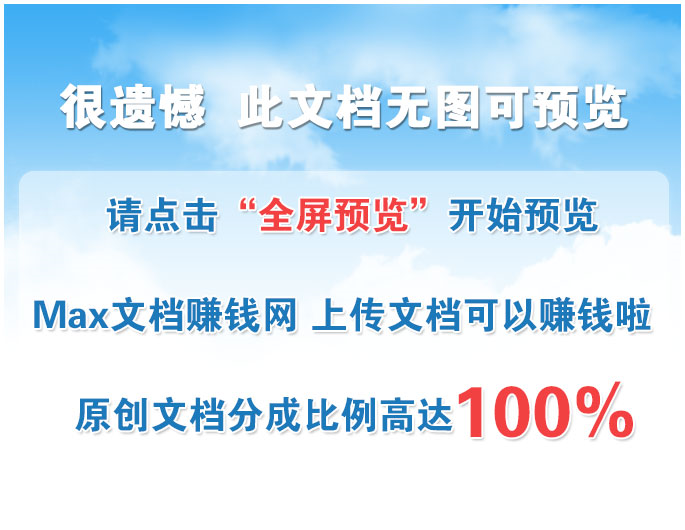 很遗憾 此文档无图可预览
请点击“全屏预览”开始预览
Max文档赚钱网 上传文档可以赚钱啦
原创文档分成比例高达100%